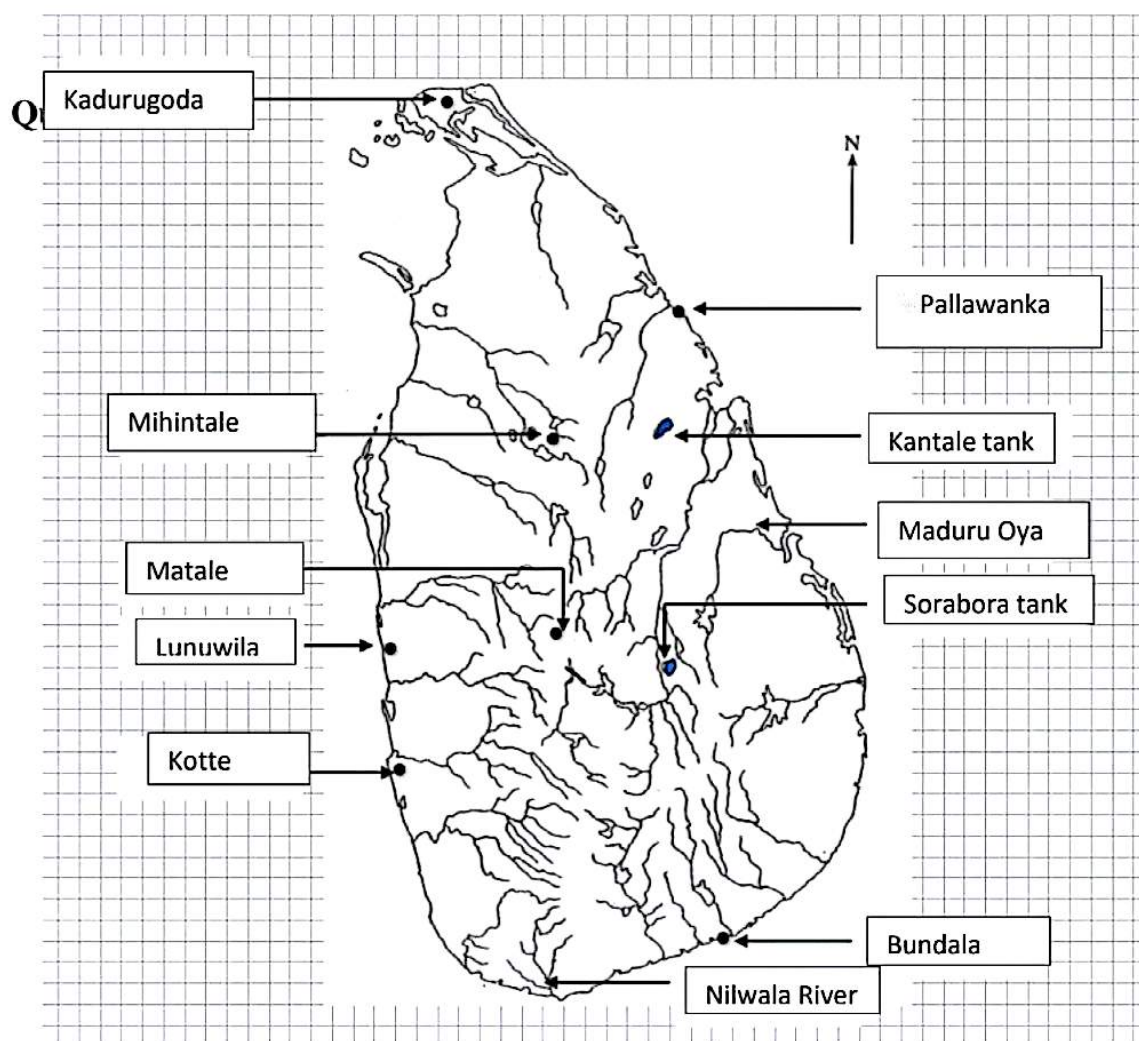 Kadurugoda
Q
N
Pallawanka
Mihintale
Kantale tank
Maduru Oya
Matale
Sorabora tank
Lunuwila
Kotte
Bundala
Nilwala River